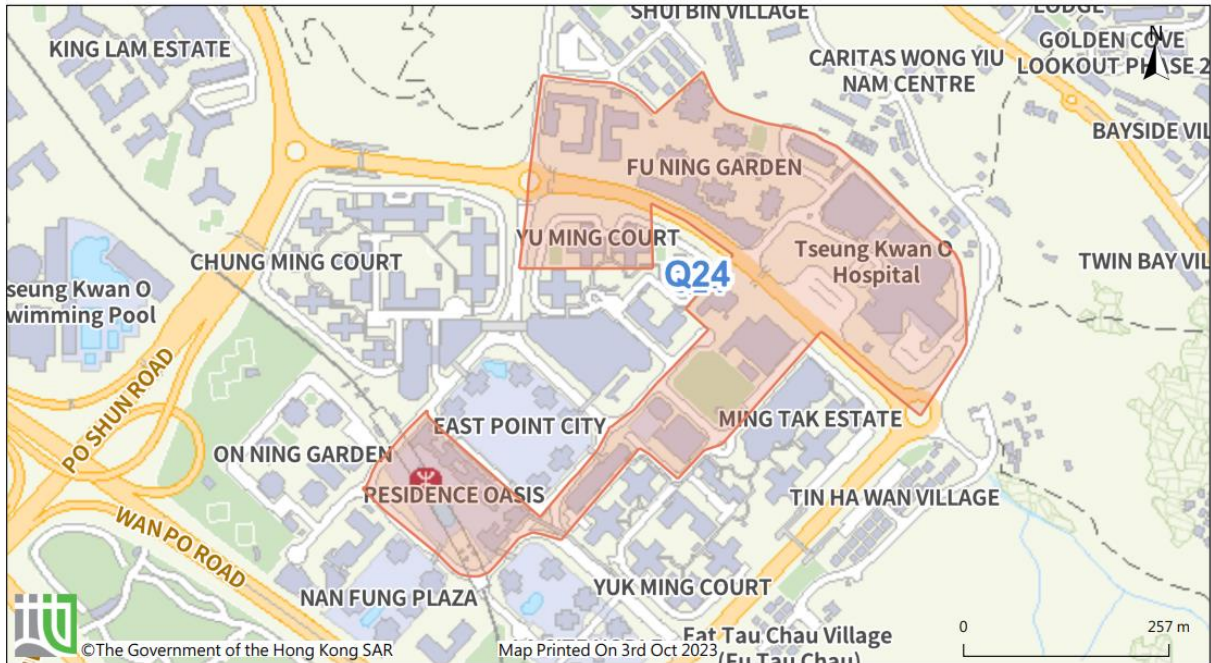 SHUI BIN VILLAGE
LODGE
KING LAM ESTATE
GOLDEN COVE
LOOKOUT PHASE 2
N
CARITAS WONG YIU
NAM CENTRE
BAYSIDE VIL
FU NING GARDEN
YU MING COURT
CHUNG MING COURT
Tseung Kwan O
Hospital
TWIN BAY VIL
Q24
seung Kwan O
wimming Pool
PO SHUN ROAD
EAST POINT CITY
MING TAK ESTATE
ON NING GARDEN
RESIDENCE OASIS
TIN HA WAN VILLAGE
WAN PO ROAD
YUK MING COURT
NAN FUNG PLAZA
Fat Tau Chau Village
(Fu Tau Chau)
0 257 m
©The Government of the Hong Kong SAR
Map Printed On 3rd Oct 2023